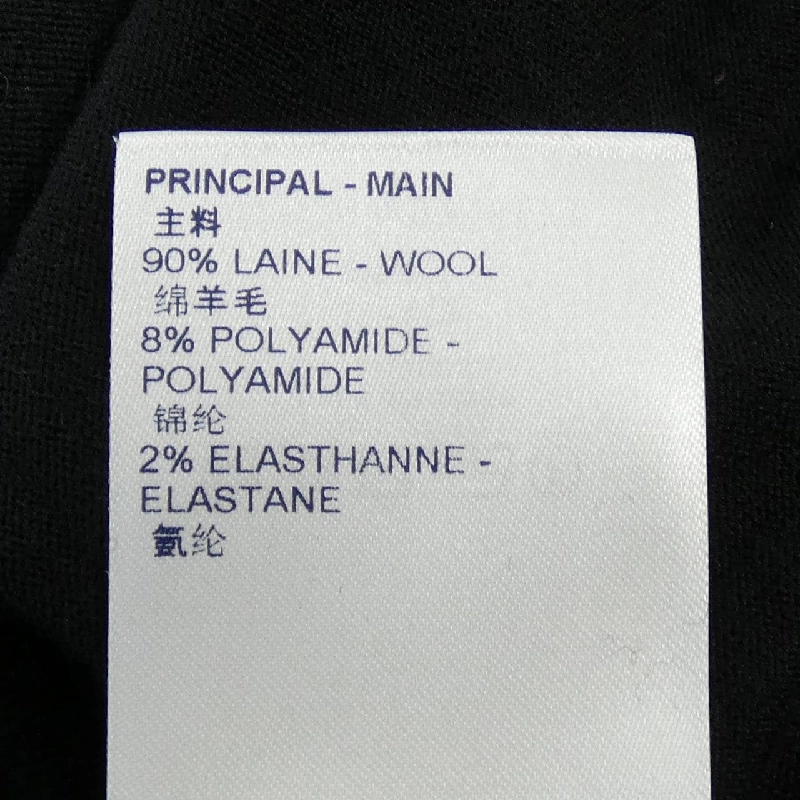 PRINCIPAL - MAIN
主料
90% LAINE - WOOL
绵羊毛
8% POLYAMIDE -
POLYAMIDE
锦纶
2% ELASTHANNE -
ELASTANE
氨纶